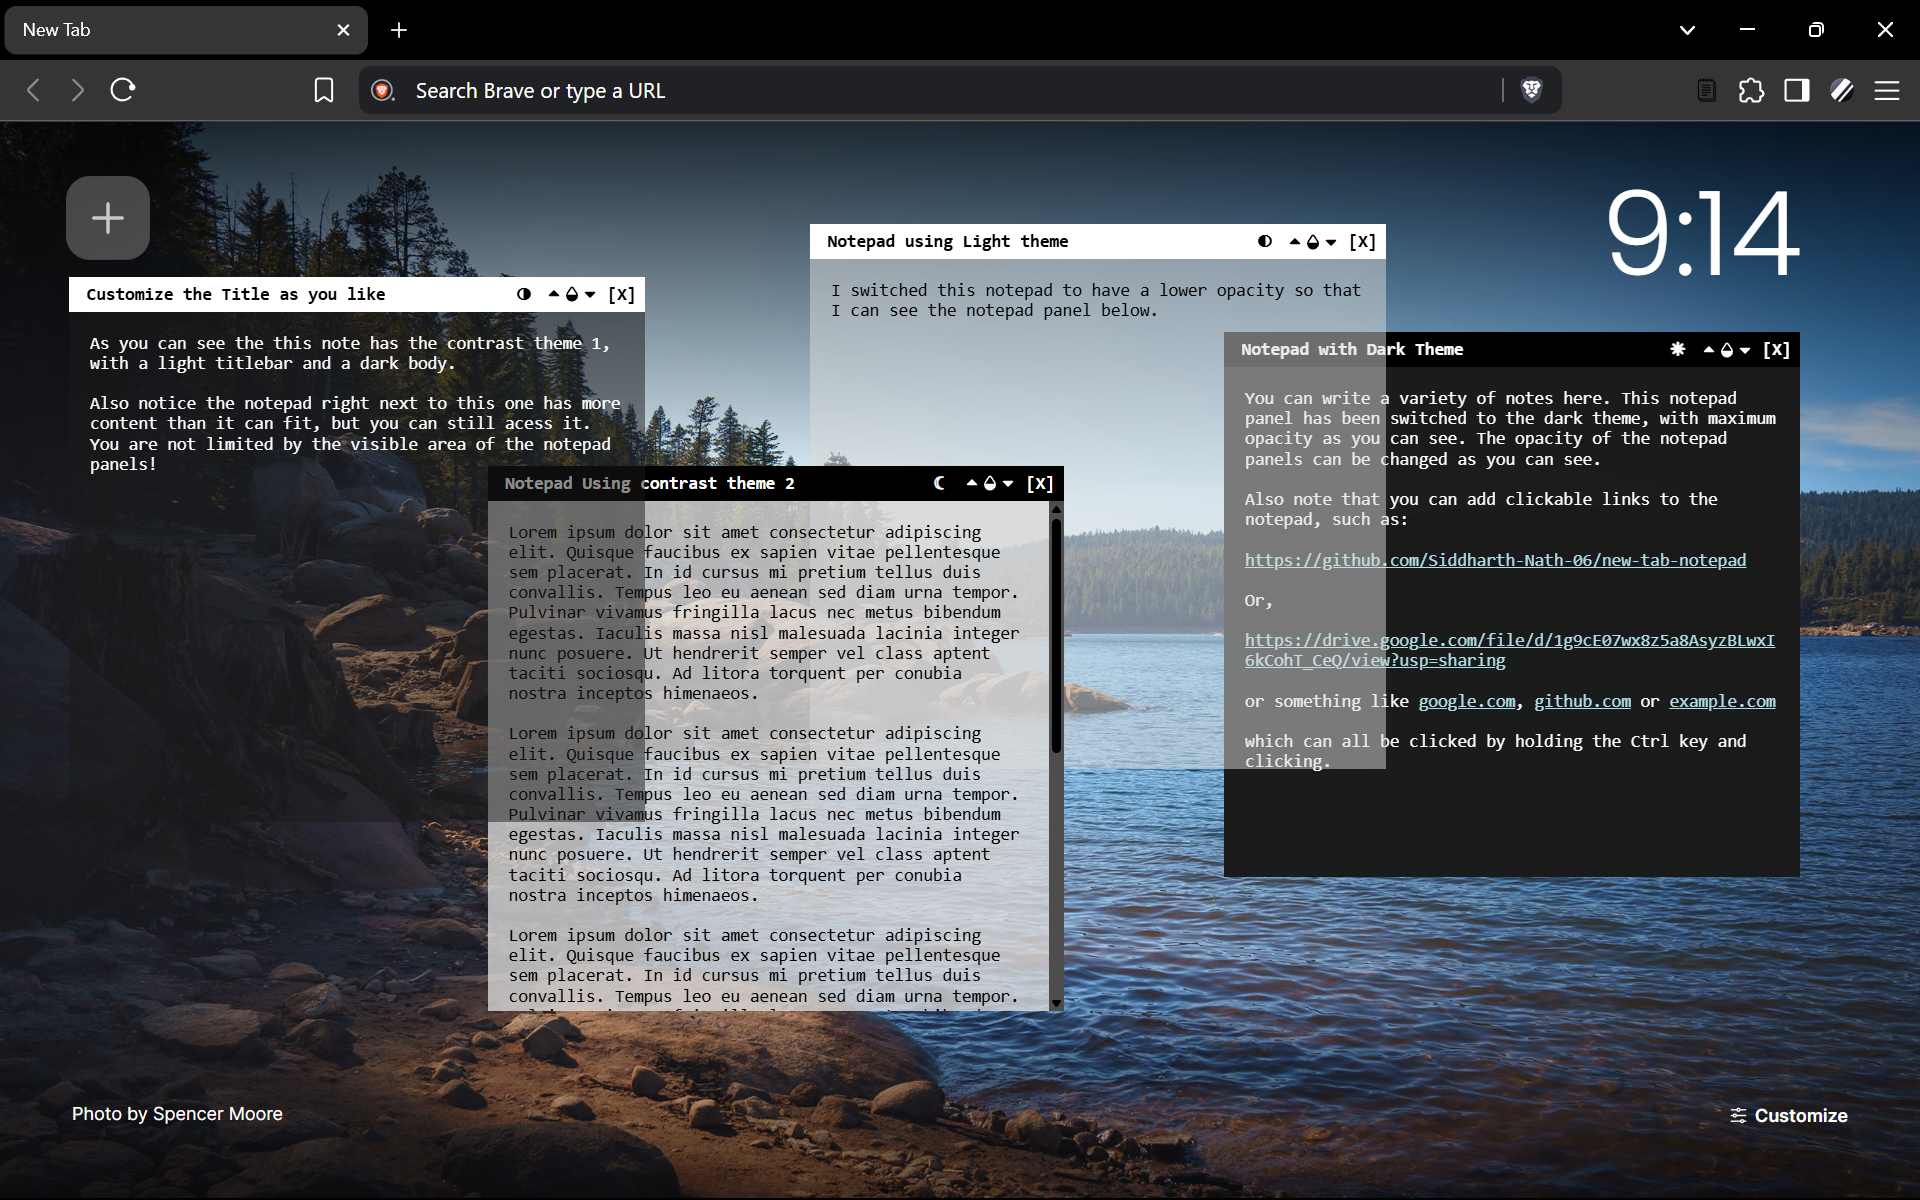 New Tab
Search Brave or type a URL
9:14
Customize the Title as you like
[X]
As you can see the this note has the contrast theme 1,
with a light titlebar and a dark body.
Also notice the notepad right next to this one has more
content than it can fit, but you can still acess it.
You are not limited by the visible area of the notepad
panels!
Notepad using Light theme
[X]
I switched this notepad to have a lower opacity so that
I can see the notepad panel below.
Notepad Using contrast theme 2
[X]
Lorem ipsum dolor sit amet consectetur adipiscing
elit. Quisque faucibus ex sapien vitae pellentesque
sem placerat. In id cursus mi pretium tellus duis
convallis. Tempus leo eu aenean sed diam urna tempor.
Pulvinar vivamus fringilla lacus nec metus bibendum
egestas. Iaculis massa nisl malesuada lacinia integer
nunc posuere. Ut hendrerit semper vel class aptent
taciti sociosqu. Ad litora torquent per conubia
nostra inceptos himenaeos.
Lorem ipsum dolor sit amet consectetur adipiscing
elit. Quisque faucibus ex sapien vitae pellentesque
sem placerat. In id cursus mi pretium tellus duis
convallis. Tempus leo eu aenean sed diam urna tempor.
Pulvinar vivamus fringilla lacus nec metus bibendum
egestas. Iaculis massa nisl malesuada lacinia integer
nunc posuere. Ut hendrerit semper vel class aptent
taciti sociosqu. Ad litora torquent per conubia
nostra inceptos himenaeos.
Lorem ipsum dolor sit amet consectetur adipiscing
elit. Quisque faucibus ex sapien vitae pellentesque
sem placerat. In id cursus mi pretium tellus duis
convallis. Tempus leo eu aenean sed diam urna tempor.
Notepad with Dark Theme
[X]
You can write a variety of notes here. This notepad
panel has been switched to the dark theme, with maximum
opacity as you can see. The opacity of the notepad
panels can be changed as you can see.
Also note that you can add clickable links to the
notepad, such as:
https://github.com/Siddharth-Nath-06/new-tab-notepad
Or,
https://drive.google.com/file/d/1g9cE07wx8z5a8AsyzBLwxI
6kCohT_CeQ/view?usp=sharing
or something like google.com, github.com or example.com
which can all be clicked by holding the Ctrl key and
clicking.
Photo by Spencer Moore
Customize